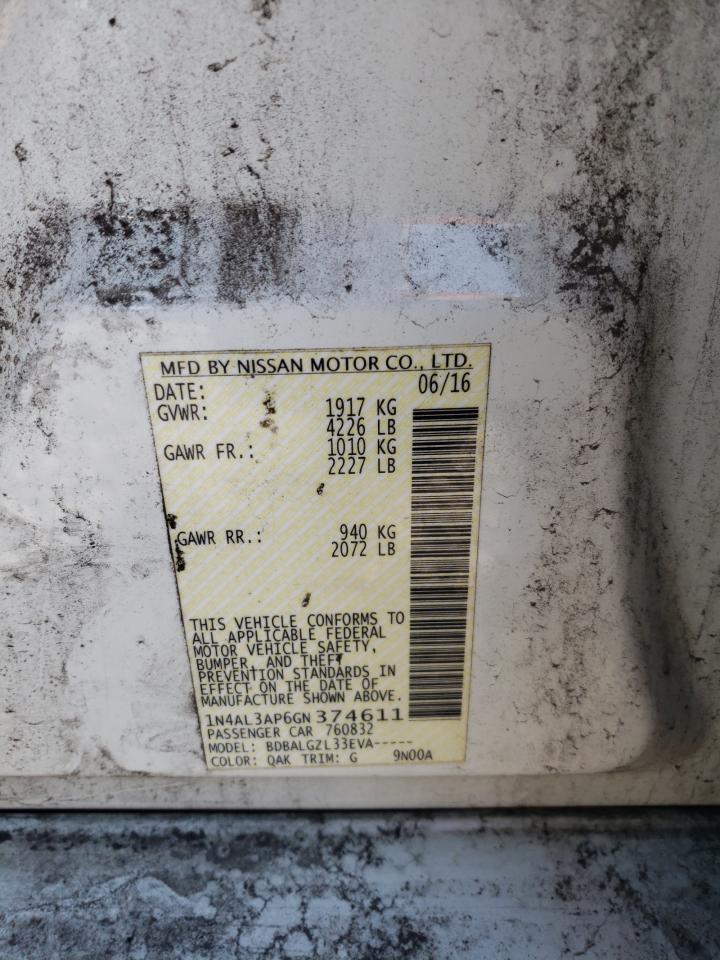 MFD BY NISSAN MOTOR CO., LTD.
DATE: 06/16
GVWR: 1917 KG
4226 LB
GAWR FR.: 1010 KG
2227 LB
GAWR RR.: 940 KG
2072 LB
THIS VEHICLE CONFORMS TO
ALL APPLICABLE FEDERAL
MOTOR VEHICLE SAFETY,
BUMPER, AND THEFT
PREVENTION STANDARDS IN
EFFECT ON THE DATE OF
MANUFACTURE SHOWN ABOVE.
1N4AL3AP6GN374611
PASSENGER CAR 760832
MODEL: BDBALGZL33EVA-----
COLOR: QAK TRIM: G 9N00A